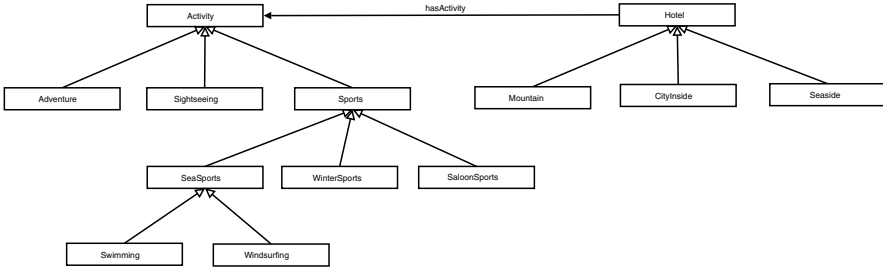 hasActivity
Activity
Hotel
Adventure
Sightseeing
Sports
Mountain
CityInside
Seaside
SeaSports
WinterSports
SaloonSports
Swimming
Windsurfing